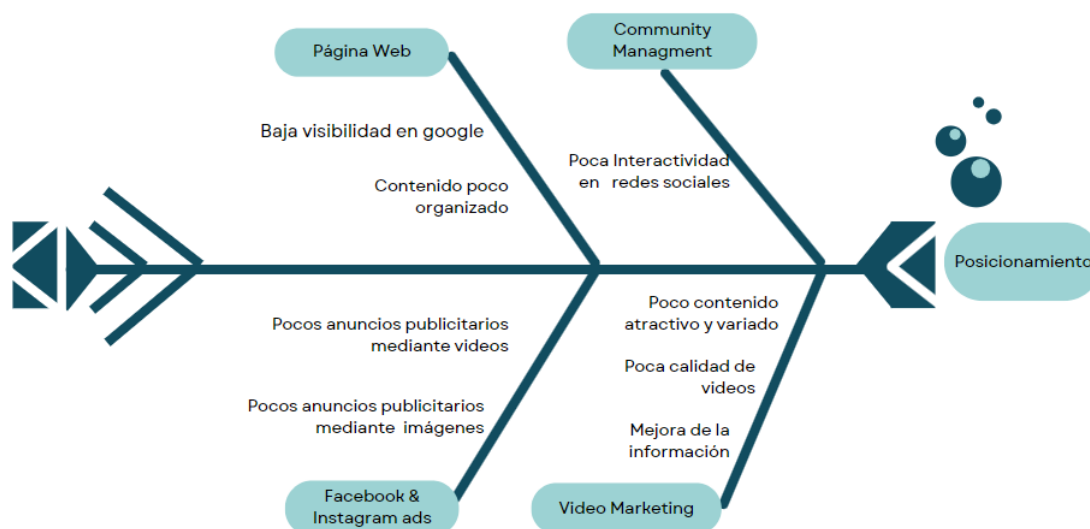 Página Web
Community
Managment
Baja visibilidad en google
Contenido poco
organizado
Poca Interactividad
en redes sociales
Posicionamiento
Pocos anuncios publicitarios
mediante videos
Pocos anuncios publicitarios
mediante imágenes
Poco contenido
atractivo y variado
Poca calidad de
videos
Mejora de la
información
Facebook &
Instagram ads
Video Marketing